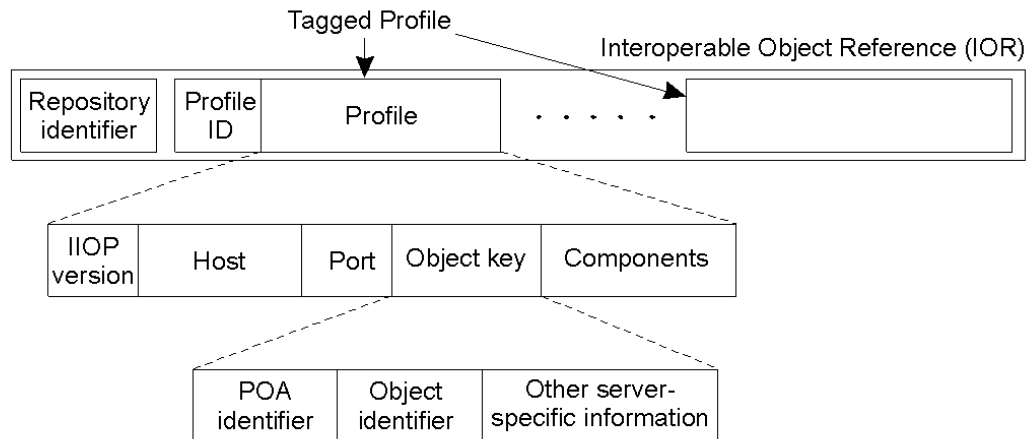 Tagged Profile
Interoperable Object Reference (IOR)
Repository
identifier
Profile
ID
Profile
. . . . .
IIOP
version
Host
Port
Object key
Components
POA
identifier
Object
identifier
Other server-
specific information